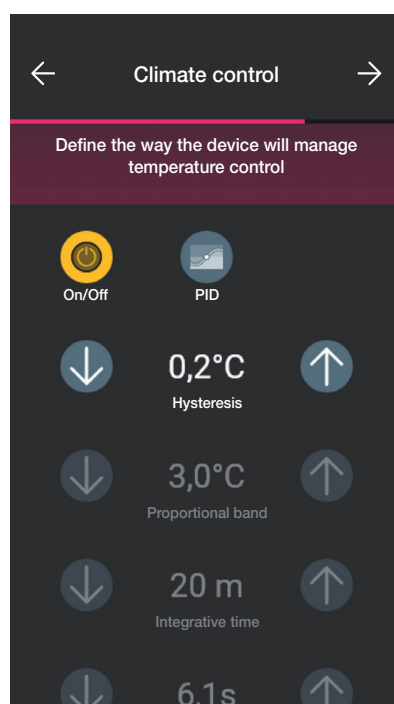 Climate control
Define the way the device will manage
temperature control
On/Off
PID
0,2°C
Hysteresis
3,0°C
Proportional band
20 m
Integrative time
6,1s